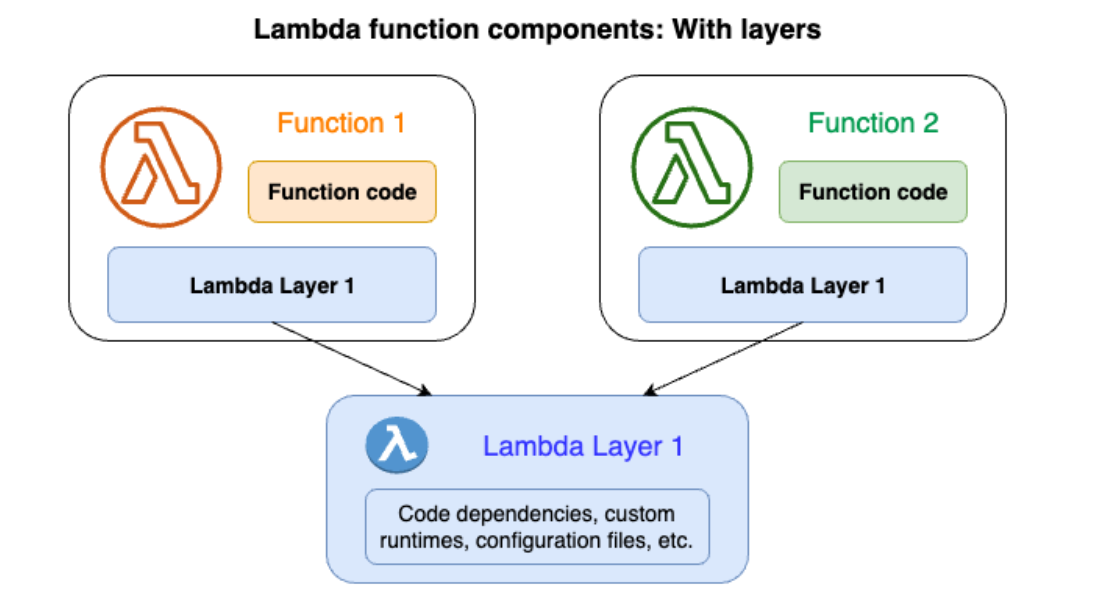 Lambda function components: With layers
Function 1
Function code
Lambda Layer 1
Function 2
Function code
Lambda Layer 1
Lambda Layer 1
Code dependencies, custom
runtimes, configuration files, etc.